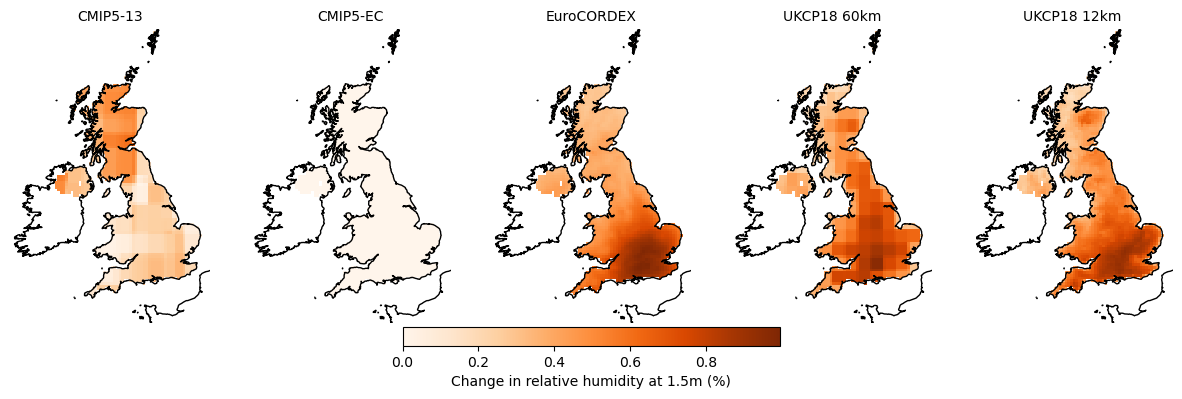 CMIP5-13 CMIP5-EC EuroCORDEX UKCP18 60km UKCP18 12km
0.0 0.2 0.4 0.6 0.8
Change in relative humidity at 1.5m (%)